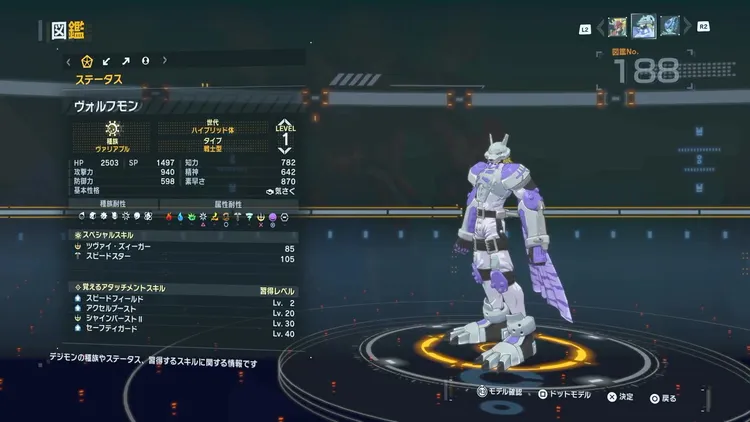 図鑑
L2
R2
図鑑No.
188
ステータス
ヴォルフモン
種族
ヴァリアブル
世代
ハイブリッド体
タイプ
戦士型
LEVEL
1
HP 2503 SP 1497 知力 782
攻撃力 940 精神 642
防御力 598 素早さ 870
基本性格 気さく
種族耐性 属性耐性
スペシャルスキル
ツヴァイ・ズィーガー 85
スピードスター 105
覚えるアタッチメントスキル 習得レベル
スピードフィールド Lv. 2
アクセルブースト Lv. 20
シャインバーストⅡ Lv. 30
セーフティガード Lv. 40
デジモンの種族やステータス、習得するスキルに関する情報です
R3 モデル確認 ドットモデル 決定 戻る